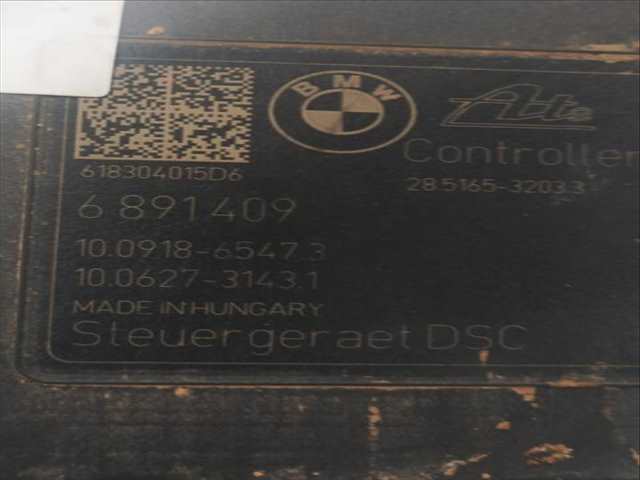 BMW
Ate
Controller
618304015D6
28.5165-3203.3
6 891 409
10.0918-6547.3
10.0627-3143.1
MADE IN HUNGARY
Steuergeraet DSC